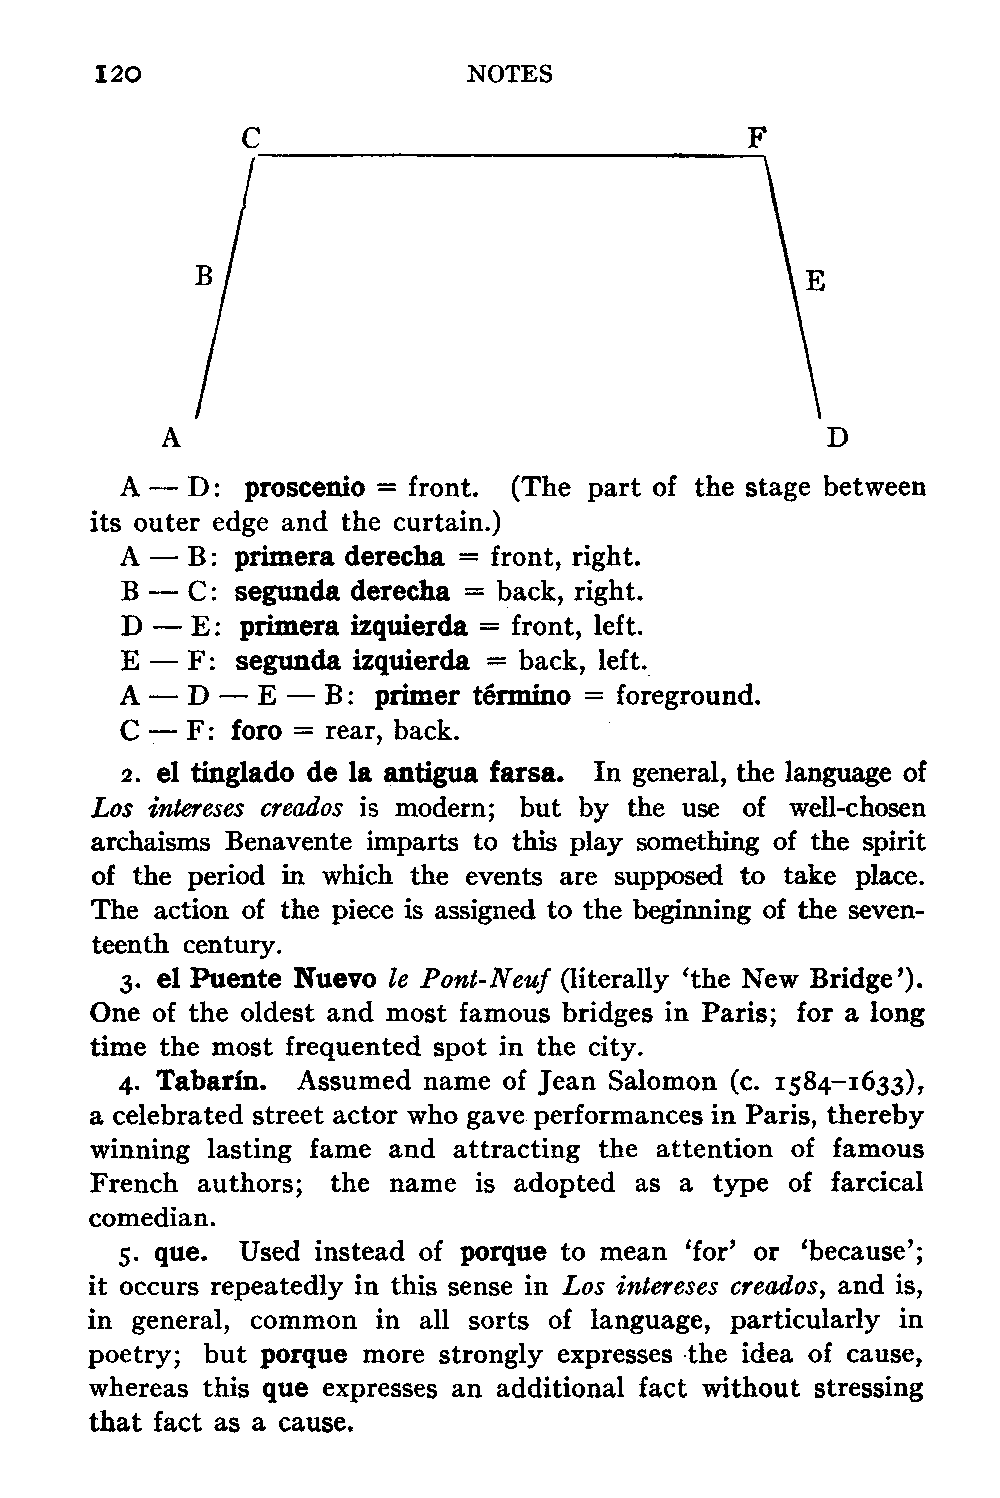 120 NOTES
C F
B E
A D
A — D: proscenio = front. (The part of the stage between
its outer edge and the curtain.)
A — B: primera derecha = front, right.
B — C: segunda derecha = back, right.
D — E: primera izquierda = front, left.
E — F: segunda izquierda = back, left.
A — D — E — B: primer término = foreground.
C — F: foro = rear, back.
2. el tinglado de la antigua farsa. In general, the language of
Los intereses creados is modern; but by the use of well-chosen
archaisms Benavente imparts to this play something of the spirit
of the period in which the events are supposed to take place.
The action of the piece is assigned to the beginning of the seven-
teenth century.
3. el Puente Nuevo le Pont-Neuf (literally ‘the New Bridge’).
One of the oldest and most famous bridges in Paris; for a long
time the most frequented spot in the city.
4. Tabarín. Assumed name of Jean Salomon (c. 1584–1633),
a celebrated street actor who gave performances in Paris, thereby
winning lasting fame and attracting the attention of famous
French authors; the name is adopted as a type of farcical
comedian.
5. que. Used instead of porque to mean ‘for’ or ‘because’;
it occurs repeatedly in this sense in Los intereses creados, and is,
in general, common in all sorts of language, particularly in
poetry; but porque more strongly expresses the idea of cause,
whereas this que expresses an additional fact without stressing
that fact as a cause.